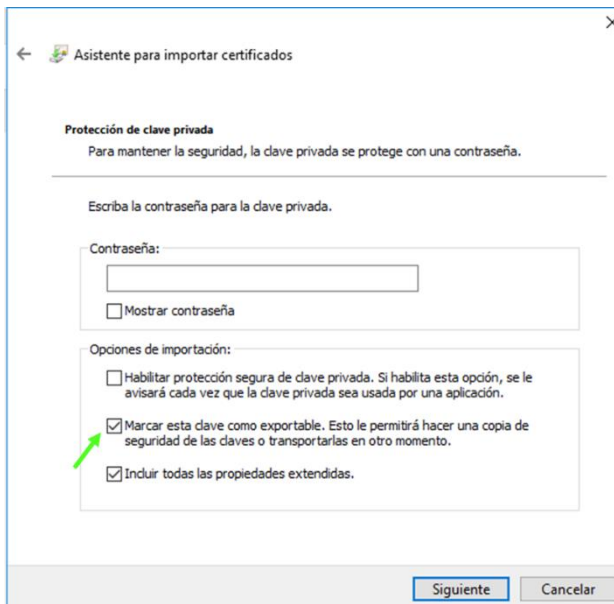 Asistente para importar certificados
Protección de clave privada
Para mantener la seguridad, la clave privada se protege con una contraseña.
Escriba la contraseña para la clave privada.
Contraseña:
Mostrar contraseña
Opciones de importación:
Habilitar protección segura de clave privada. Si habilita esta opción, se le
avisará cada vez que la clave privada sea usada por una aplicación.
Marcar esta clave como exportable. Esto le permitirá hacer una copia de
seguridad de las claves o transportarlas en otro momento.
Incluir todas las propiedades extendidas.
Siguiente
Cancelar